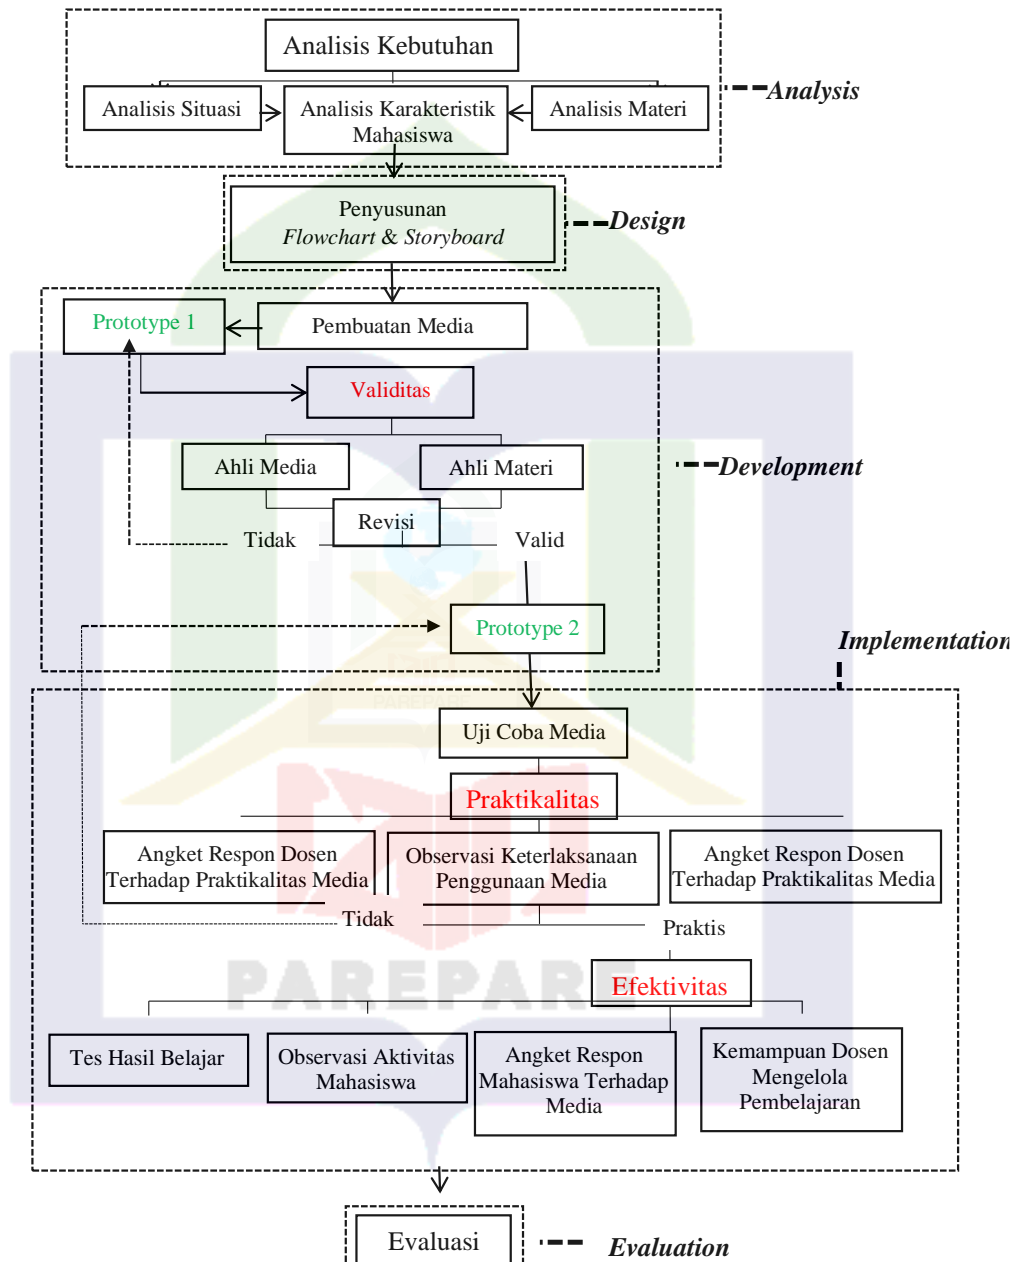 Analisis Kebutuhan
Analysis
Analisis Situasi
Analisis Karakteristik
Mahasiswa
Analisis Materi
Penyusunan
Flowchart & Storyboard
Design
Prototype 1
Pembuatan Media
Validitas
Ahli Media
Ahli Materi
Development
Revisi
Tidak
Valid
Prototype 2
Implementation
PAREPARE
Uji Coba Media
Praktikalitas
Angket Respon Dosen
Terhadap Praktikalitas Media
Observasi Keterlaksanaan
Penggunaan Media
Angket Respon Dosen
Terhadap Praktikalitas Media
Tidak
Praktis
PAREPARE
Efektivitas
Tes Hasil Belajar
Observasi Aktivitas
Mahasiswa
Angket Respon
Mahasiswa Terhadap
Media
Kemampuan Dosen
Mengelola
Pembelajaran
Evaluasi
Evaluation